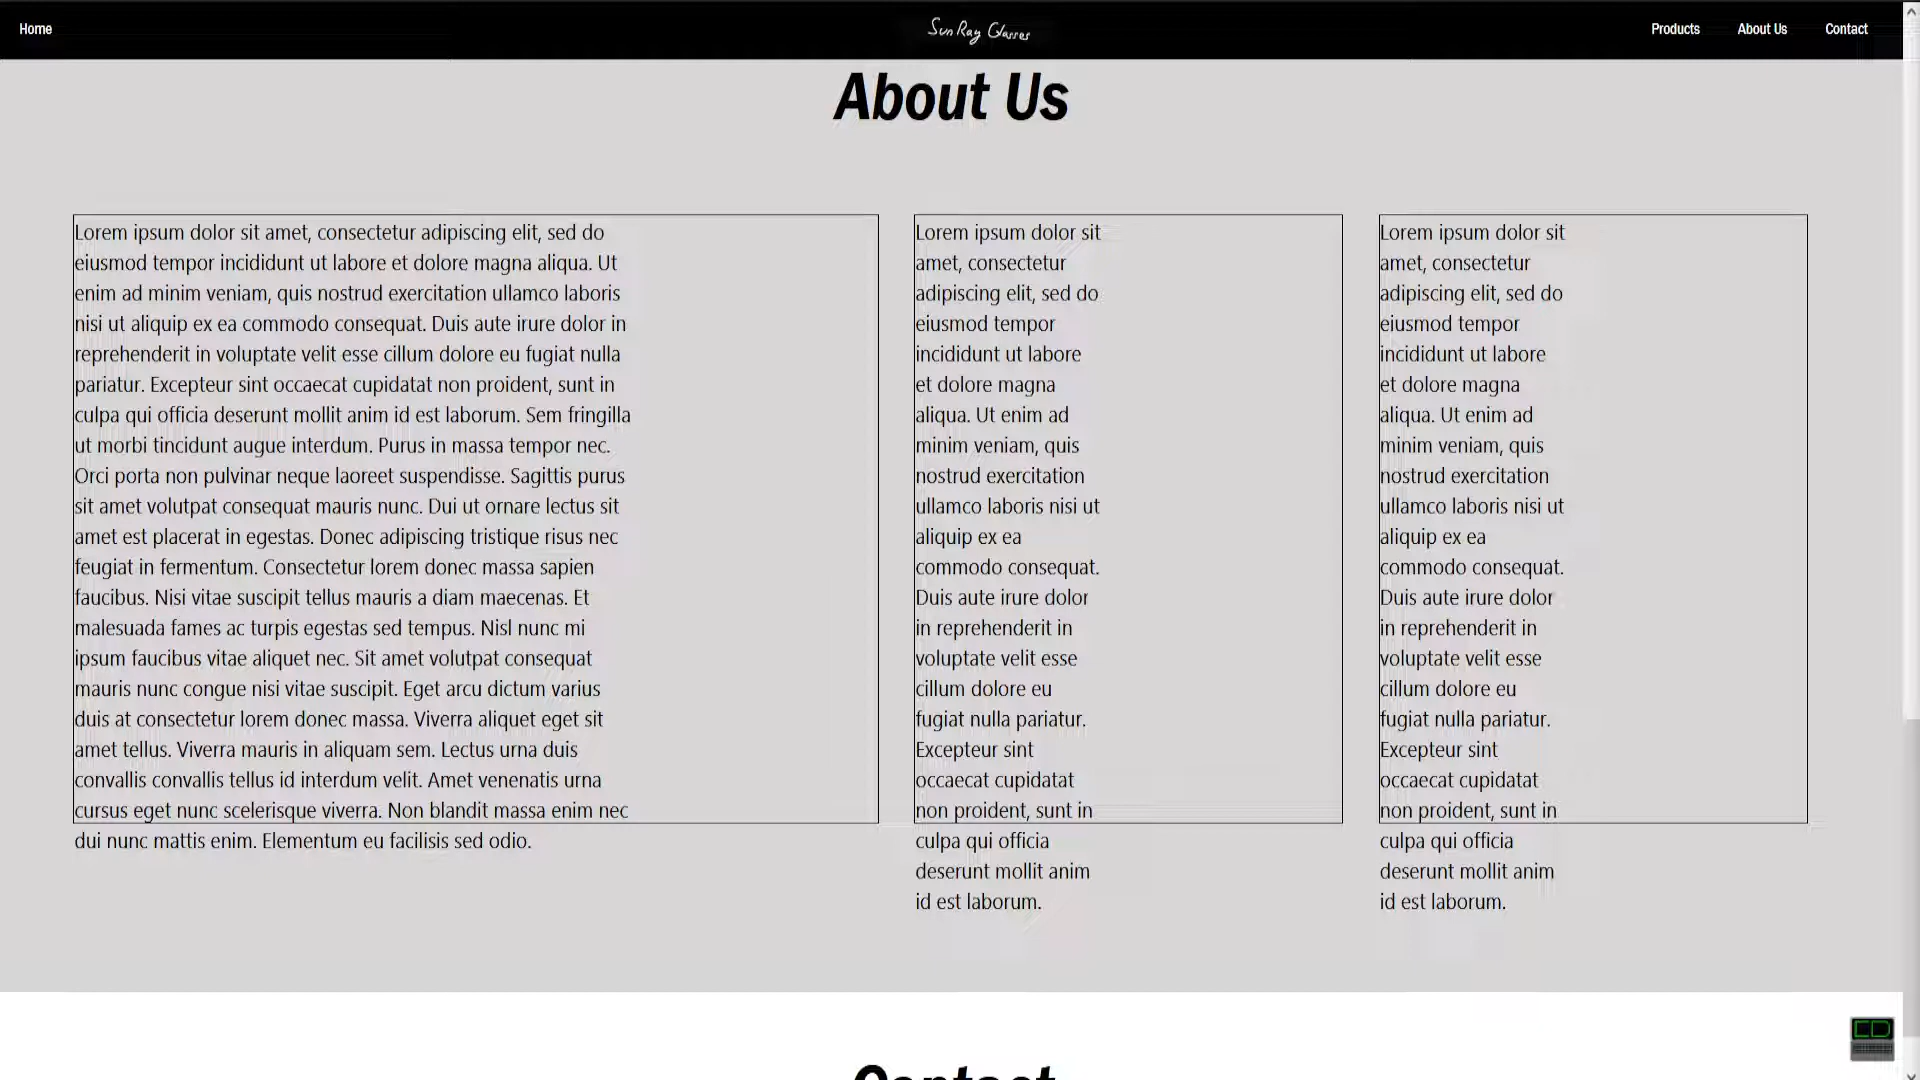 Home
SunRay Glasses
Products
About Us
Contact
About Us
Lorem ipsum dolor sit amet, consectetur adipiscing elit, sed do
eiusmod tempor incididunt ut labore et dolore magna aliqua. Ut
enim ad minim veniam, quis nostrud exercitation ullamco laboris
nisi ut aliquip ex ea commodo consequat. Duis aute irure dolor in
reprehenderit in voluptate velit esse cillum dolore eu fugiat nulla
pariatur. Excepteur sint occaecat cupidatat non proident, sunt in
culpa qui officia deserunt mollit anim id est laborum. Sem fringilla
ut morbi tincidunt augue interdum. Purus in massa tempor nec.
Orci porta non pulvinar neque laoreet suspendisse. Sagittis purus
sit amet volutpat consequat mauris nunc. Dui ut ornare lectus sit
amet est placerat in egestas. Donec adipiscing tristique risus nec
feugiat in fermentum. Consectetur lorem donec massa sapien
faucibus. Nisi vitae suscipit tellus mauris a diam maecenas. Et
malesuada fames ac turpis egestas sed tempus. Nisl nunc mi
ipsum faucibus vitae aliquet nec. Sit amet volutpat consequat
mauris nunc congue nisi vitae suscipit. Eget arcu dictum varius
duis at consectetur lorem donec massa. Viverra aliquet eget sit
amet tellus. Viverra mauris in aliquam sem. Lectus urna duis
convallis convallis tellus id interdum velit. Amet venenatis urna
cursus eget nunc scelerisque viverra. Non blandit massa enim nec
dui nunc mattis enim. Elementum eu facilisis sed odio.
Lorem ipsum dolor sit
amet, consectetur
adipiscing elit, sed do
eiusmod tempor
incididunt ut labore
et dolore magna
aliqua. Ut enim ad
minim veniam, quis
nostrud exercitation
ullamco laboris nisi ut
aliquip ex ea
commodo consequat.
Duis aute irure dolor
in reprehenderit in
voluptate velit esse
cillum dolore eu
fugiat nulla pariatur.
Excepteur sint
occaecat cupidatat
non proident, sunt in
culpa qui officia
deserunt mollit anim
id est laborum.
Lorem ipsum dolor sit
amet, consectetur
adipiscing elit, sed do
eiusmod tempor
incididunt ut labore
et dolore magna
aliqua. Ut enim ad
minim veniam, quis
nostrud exercitation
ullamco laboris nisi ut
aliquip ex ea
commodo consequat.
Duis aute irure dolor
in reprehenderit in
voluptate velit esse
cillum dolore eu
fugiat nulla pariatur.
Excepteur sint
occaecat cupidatat
non proident, sunt in
culpa qui officia
deserunt mollit anim
id est laborum.
CD
Contact